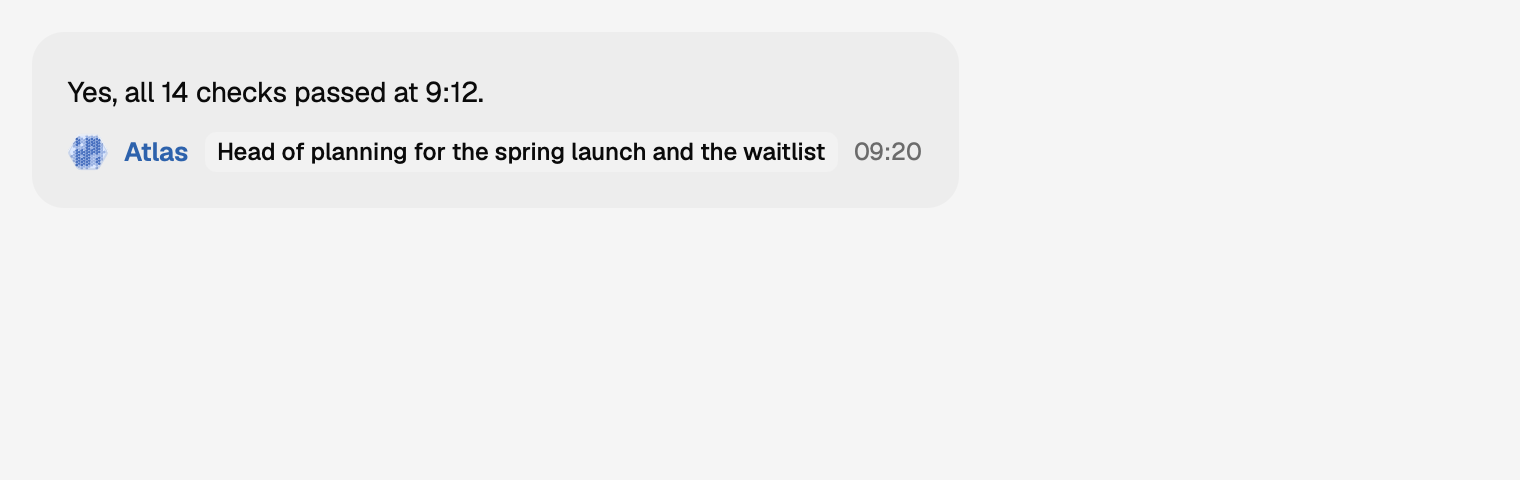 Yes, all 14 checks passed at 9:12.
Atlas Head of planning for the spring launch and the waitlist 09:20